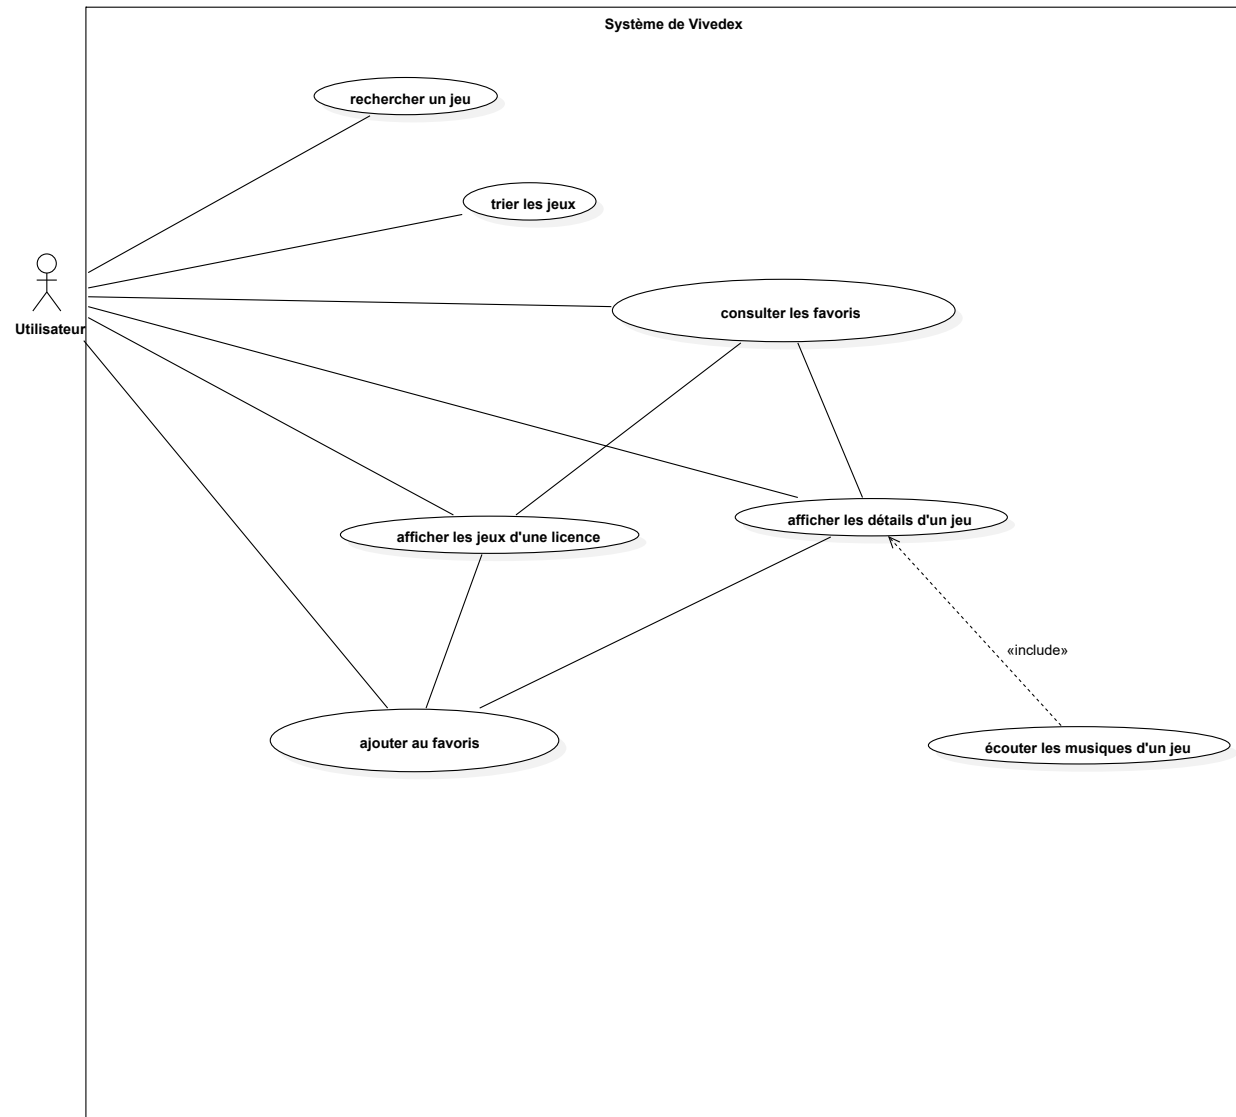 Système de Vivedex
rechercher un jeu
trier les jeux
consulter les favoris
Utilisateur
afficher les détails d'un jeu
afficher les jeux d'une licence
«include»
ajouter au favoris
écouter les musiques d'un jeu